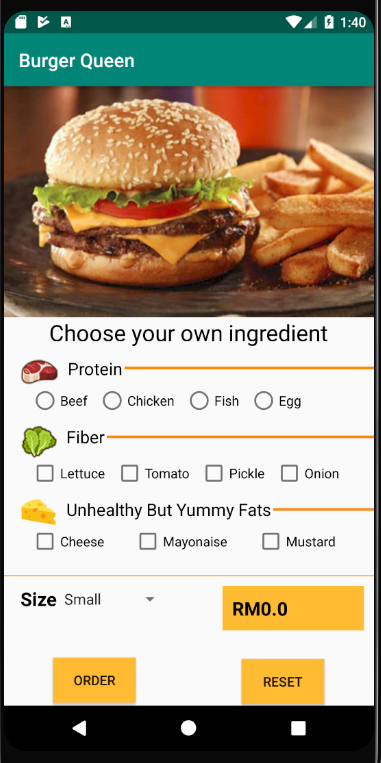 1:40
Burger Queen
Choose your own ingredient
Protein
Beef Chicken Fish Egg
Fiber
Lettuce Tomato Pickle Onion
Unhealthy But Yummy Fats
Cheese Mayonaise Mustard
Size Small RM0.0
ORDER RESET